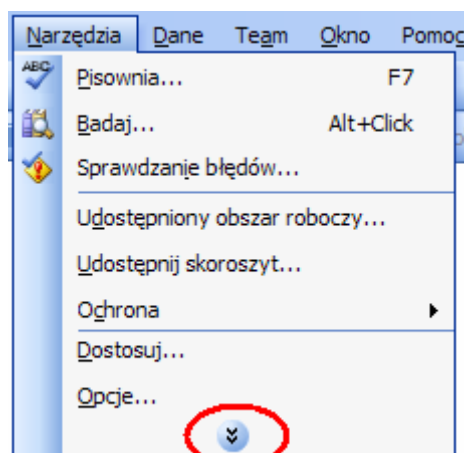 Narzędzia Dane Team Okno Pomoc
ABC
Pisownia... F7
Badaj... Alt+Click
Sprawdzanie błędów...
Udostępniony obszar roboczy...
Udostępnij skoroszyt...
Ochrona
Dostosuj...
Opcje...